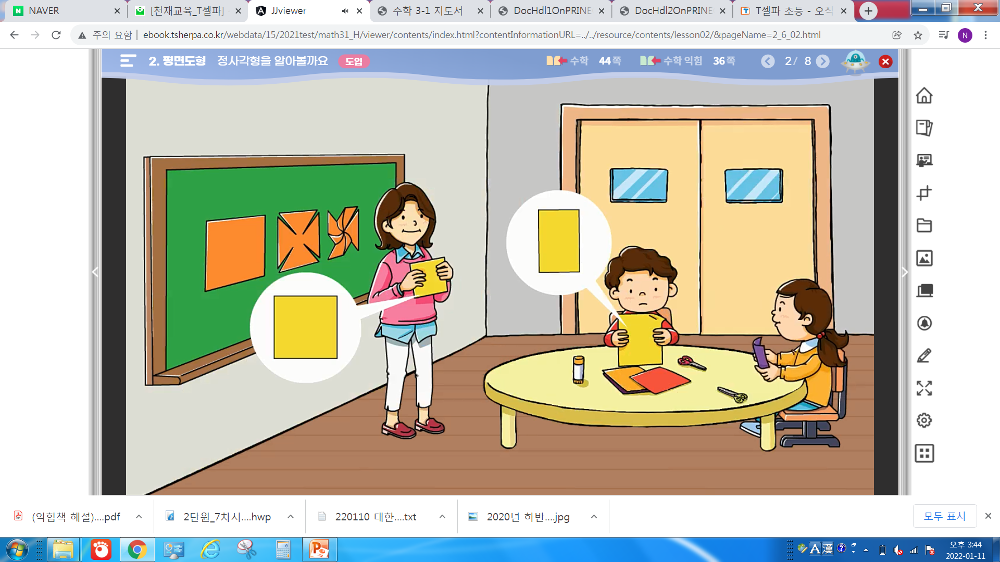 NAVER
[천재교육_T셀파]
JJviewer
수학 3-1 지도서
DocHdl1OnPRINE
DocHdl2OnPRINE
T셀파 초등 - 오직
주의 요함
ebook.tsherpa.co.kr/webdata/15/2021test/math31_H/viewer/contents/index.html?contentInformationURL=../../resource/contents/lesson02/&pageName=2_6_02.html
N
2. 평면도형 정사각형을 알아볼까요 도입
수학 44쪽
수학 익힘 36쪽
2 / 8
(익힘책 해설)....pdf
2단원_7차시....hwp
220110 대한....txt
2020년 하반....jpg
모두 표시
A 漢
오후 3:44
2022-01-11